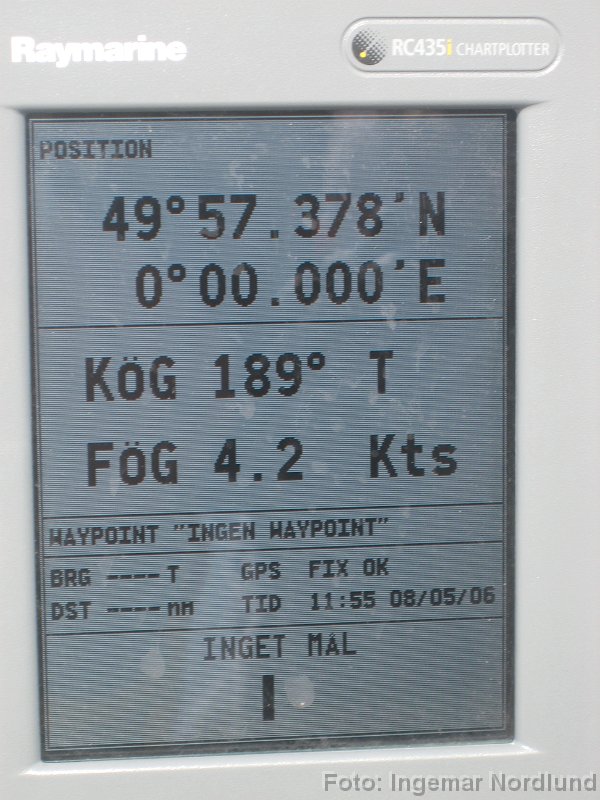 Raymarine
RC435i CHARTPLOTTER
POSITION
49°57.378'N
0°00.000'E
KÖG 189° T
FÖG 4.2 Kts
WAYPOINT "INGEN WAYPOINT"
BRG ----T GPS FIX OK
DST ----nm TID 11:55 08/05/06
INGET MÅL
Foto: Ingemar Nordlund